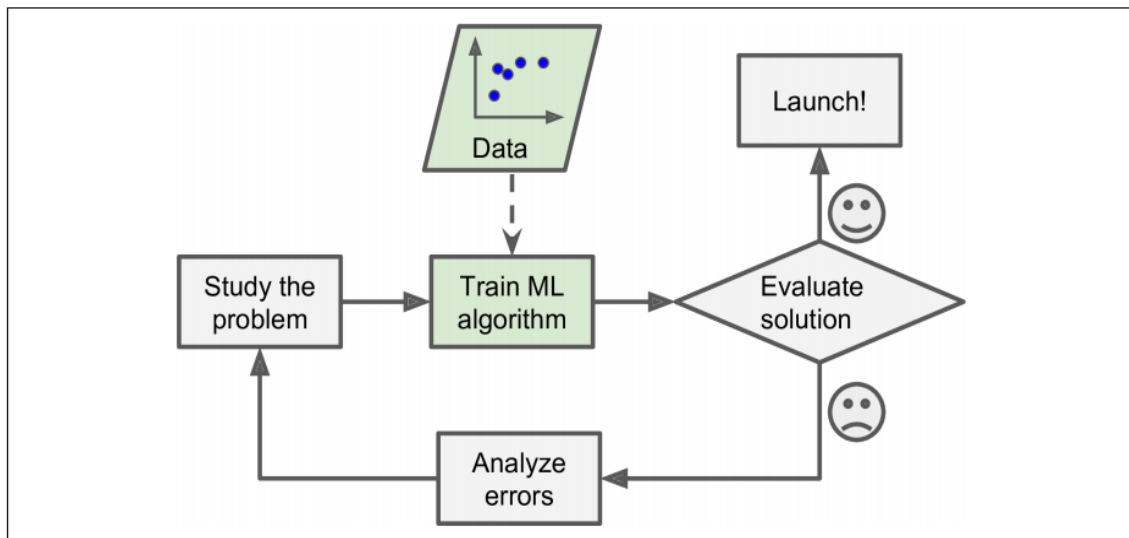 Data
Launch!
Study the
problem
Train ML
algorithm
Evaluate
solution
Analyze
errors